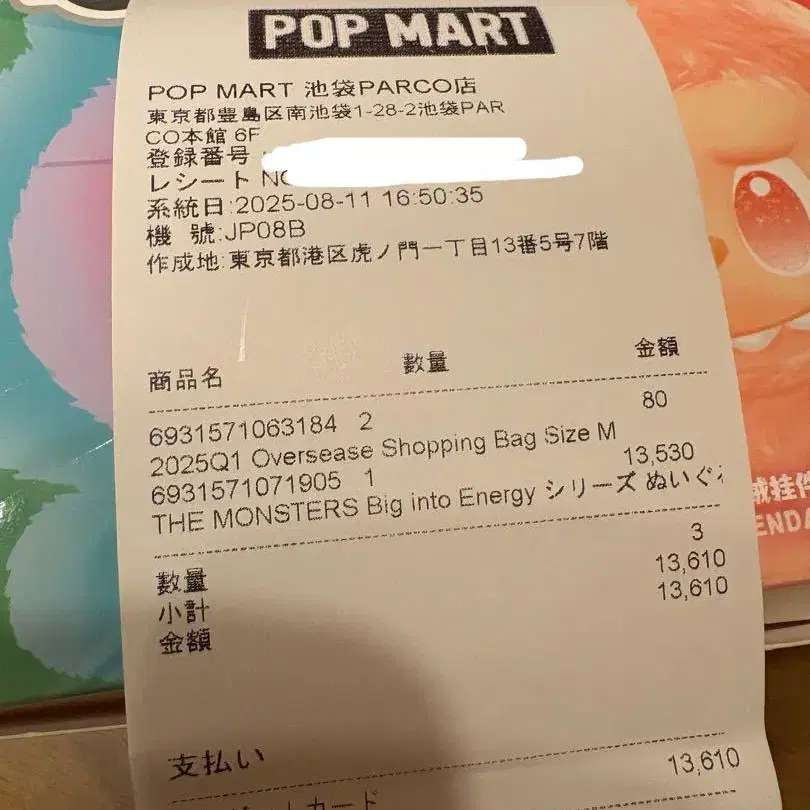 POP MART
POP MART 池袋PARCO店
東京都豊島区南池袋1-28-2池袋PAR
CO本館 6F
登録番号
レシート NO
系統日:2025-08-11 16:50:35
機 號:JP08B
作成地:東京都港区虎ノ門一丁目13番5号7階
商品名 数量 金額
6931571063184 2 80
2025Q1 Oversease Shopping Bag Size M
6931571071905 1 13,530
THE MONSTERS Big into Energy シリーズ ぬいぐ
数量 3
小計 13,610
金額 13,610
支払い 13,610
カード
挂件
ENDA